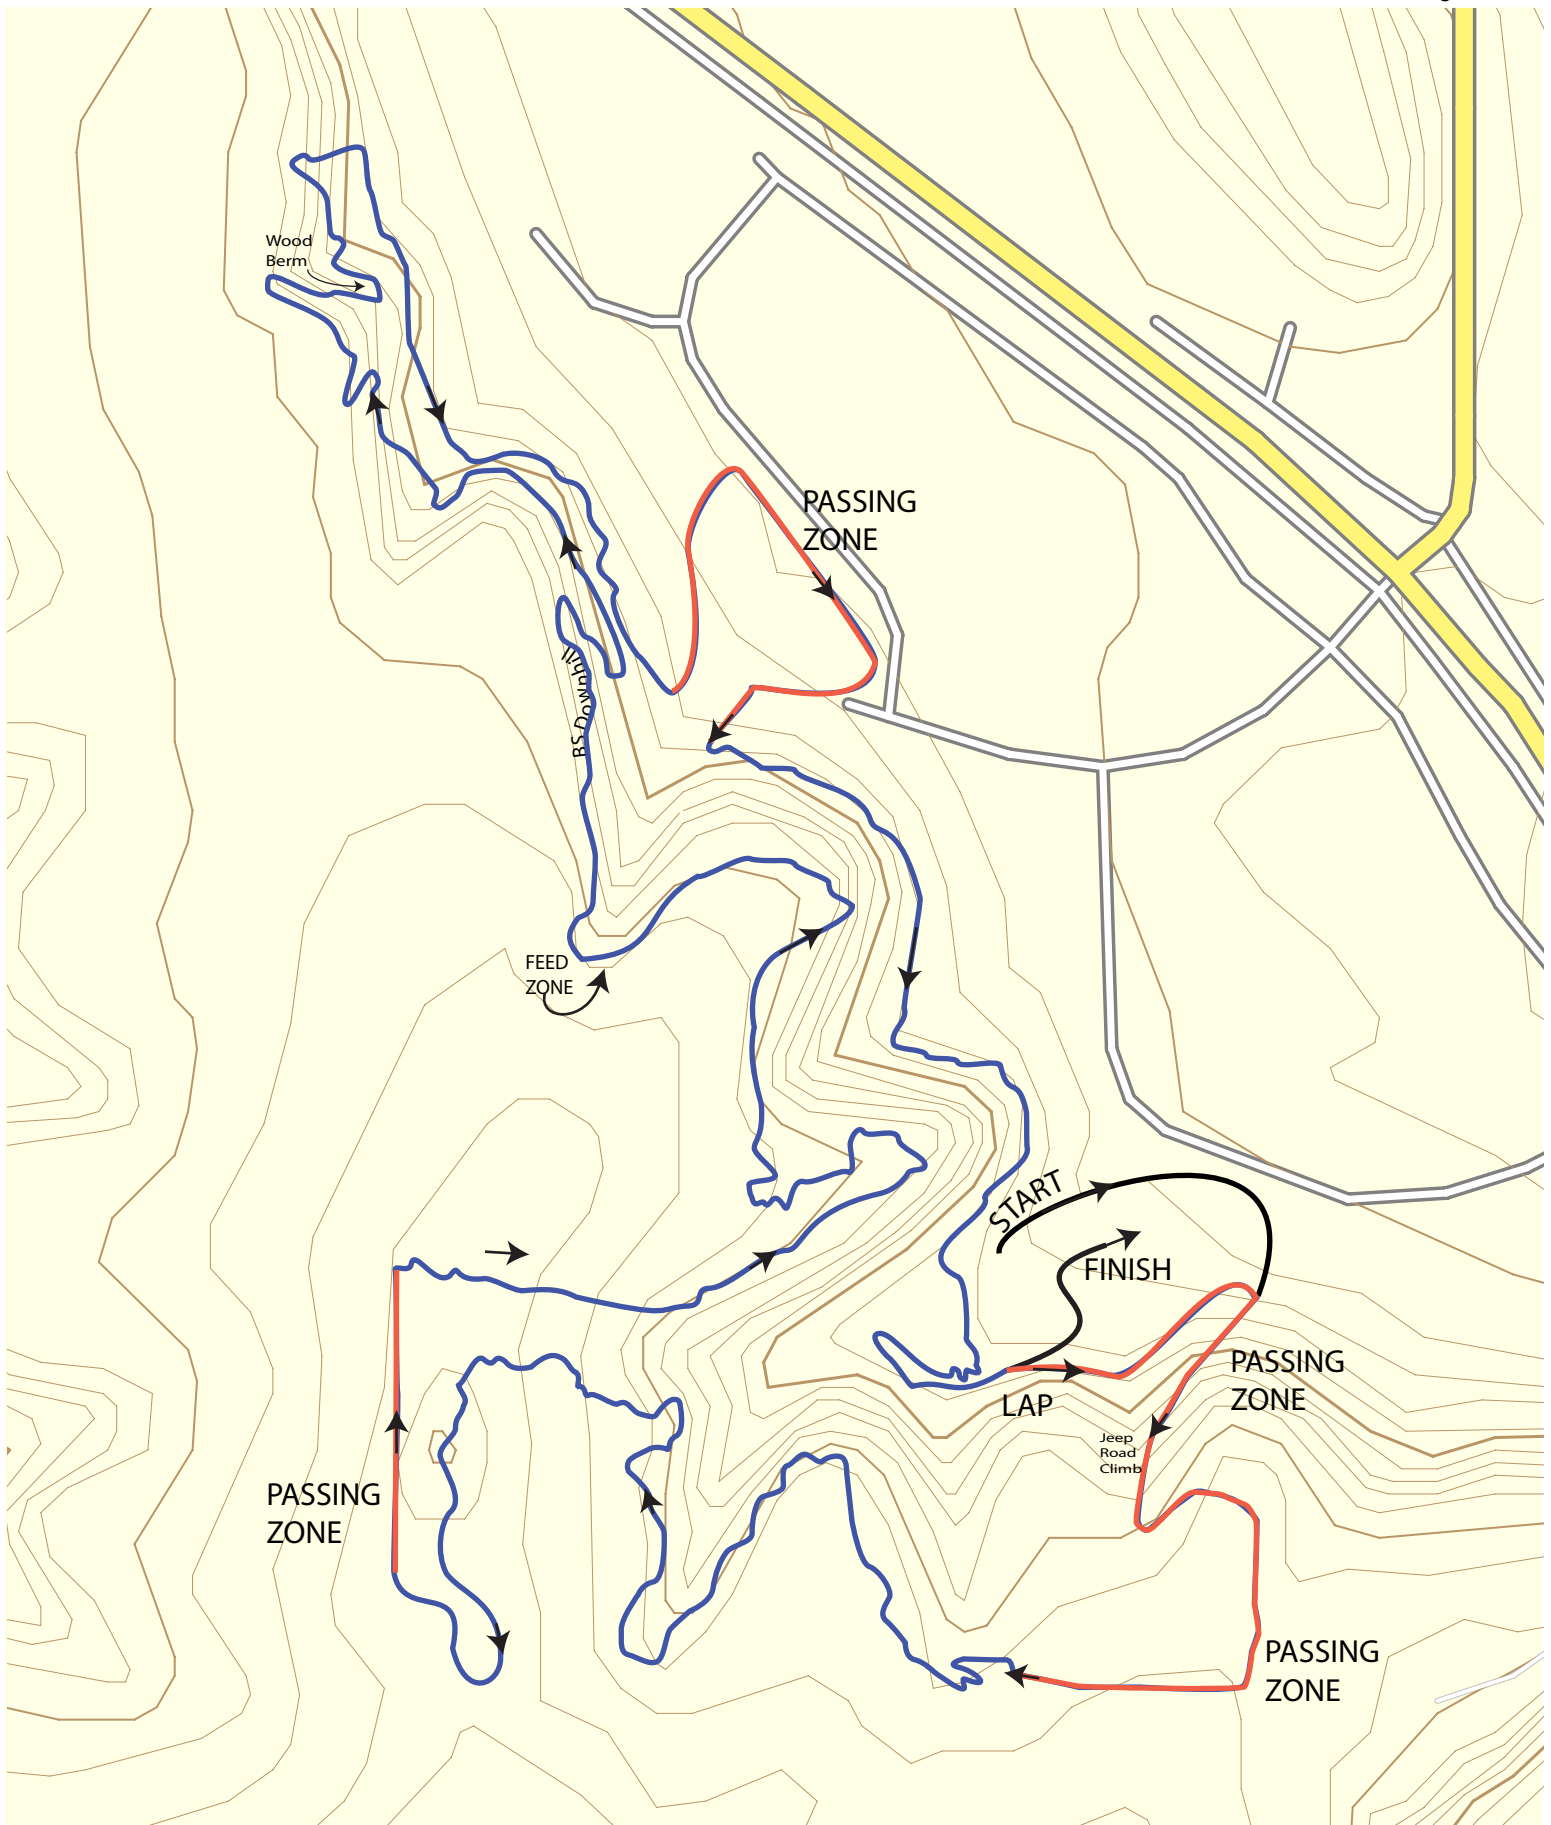 Wood
Berm
PASSING
ZONE
BS Downhill
FEED
ZONE
START
FINISH
LAP
PASSING
ZONE
Jeep
Road
Climb
PASSING
ZONE
PASSING
ZONE